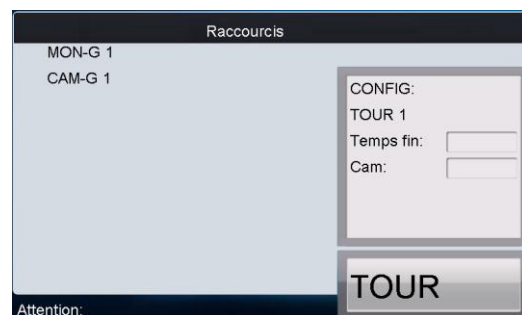 Raccourcis
MON-G 1
CAM-G 1
CONFIG:
TOUR 1
Temps fin:
Cam:
TOUR
Attention: